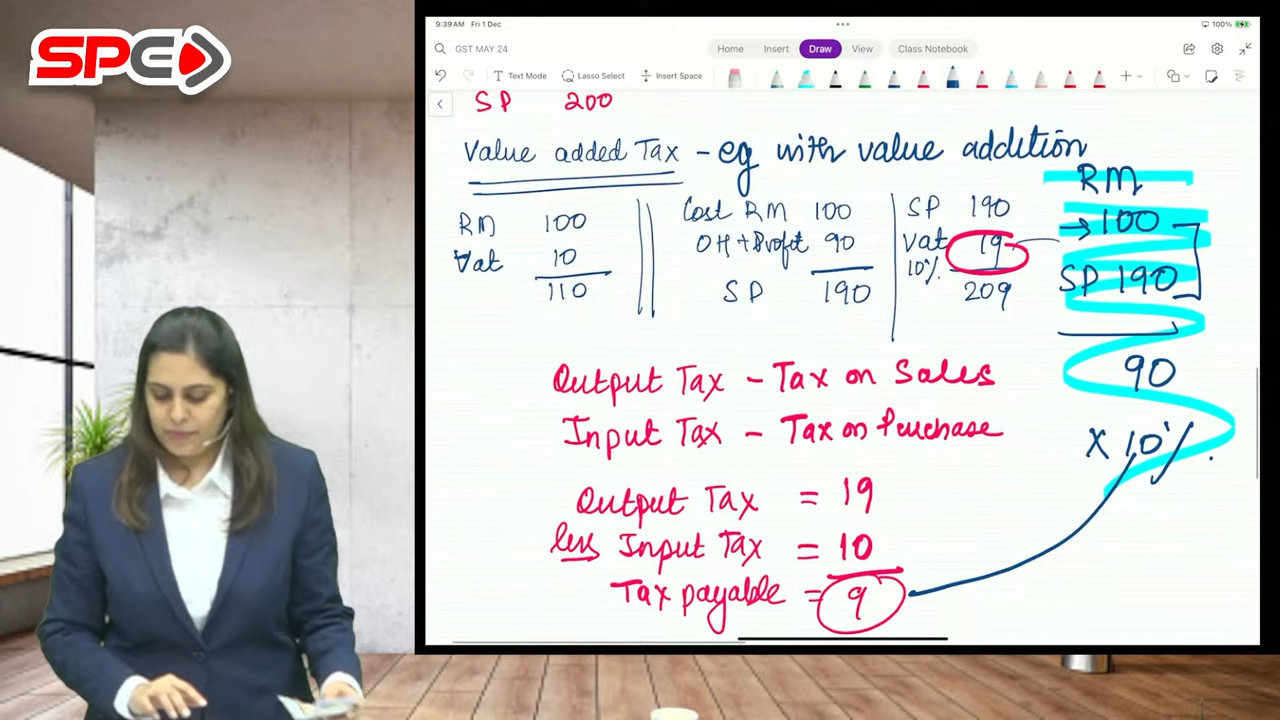 SPED
9:39 AM Fri 1 Dec
100%
GST MAY 24
Home Insert Draw View Class Notebook
Text Mode Lasso Select Insert Space
SP 200
Value added Tax - eg with value addition
RM 100
Vat 10
110
Cost RM 100
OH + Profit 90
SP 190
SP 190
Vat 19
10%
209
RM
→ 100
SP 190
90
X 10%.
Output Tax - Tax on Sales
Input Tax - Tax on Purchase
Output Tax = 19
less Input Tax = 10
Tax payable = 9